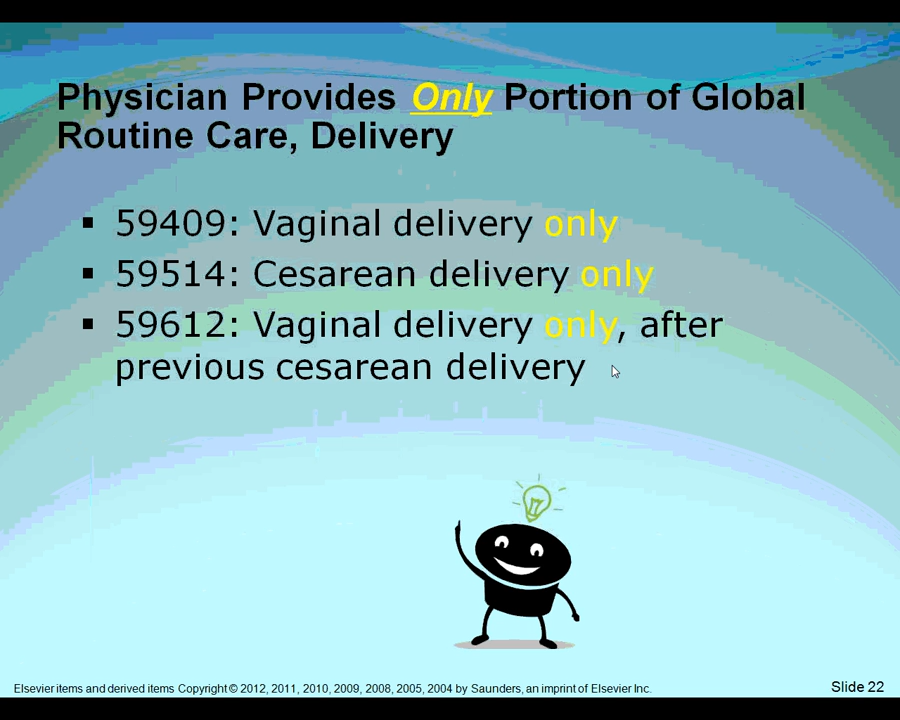 Physician Provides Only Portion of Global
Routine Care, Delivery
▪ 59409: Vaginal delivery only
▪ 59514: Cesarean delivery only
▪ 59612: Vaginal delivery only, after
previous cesarean delivery
Elsevier items and derived items Copyright © 2012, 2011, 2010, 2009, 2008, 2005, 2004 by Saunders, an imprint of Elsevier Inc.
Slide 22